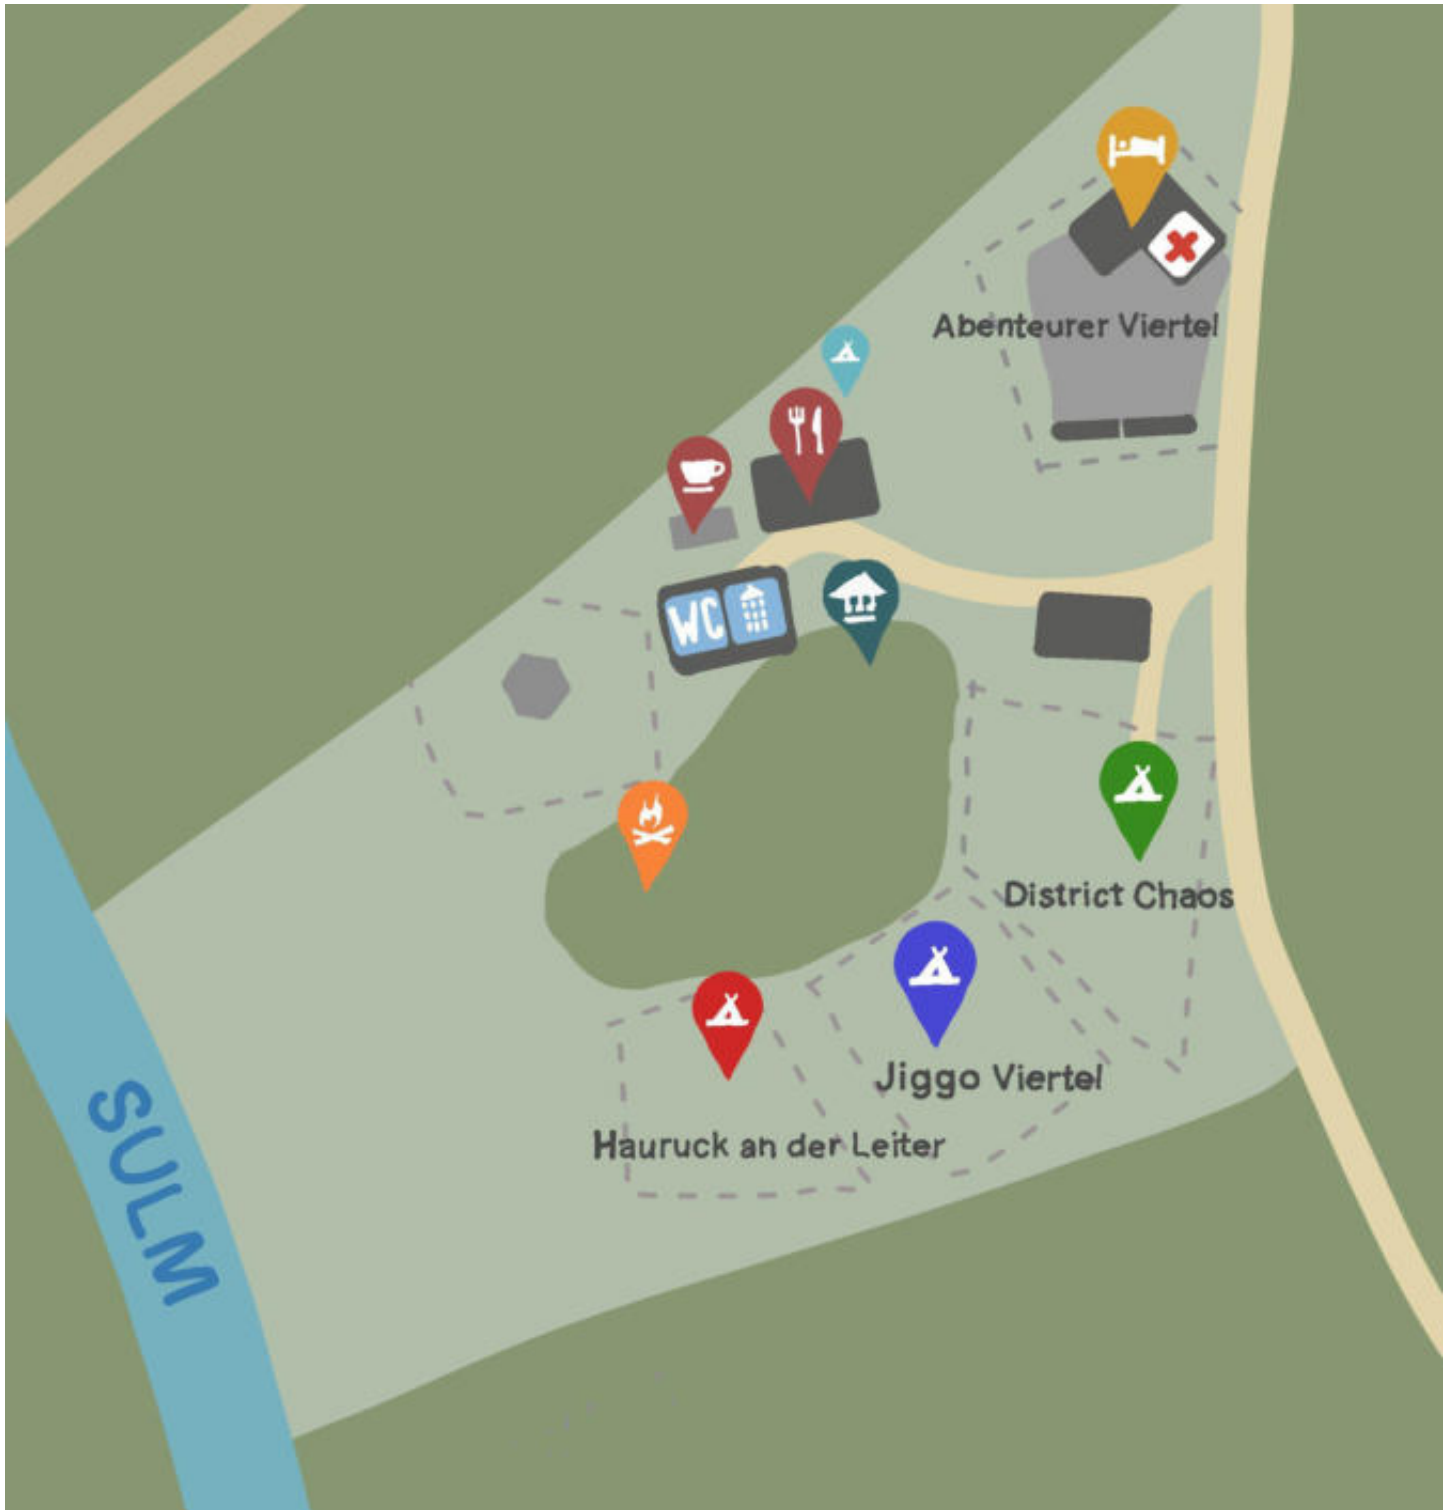 Abenteurer Viertel
WC
District Chaos
Jiggo Viertel
Hauruck an der Leiter
SULM